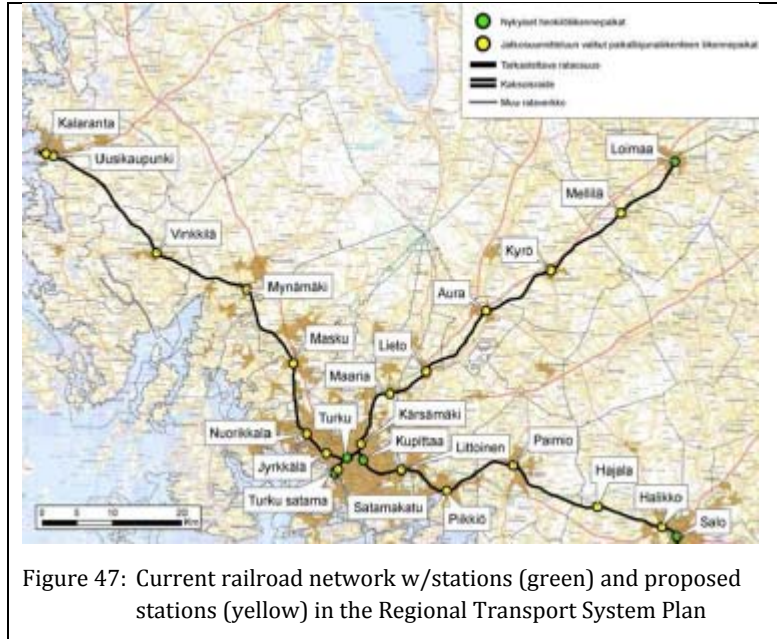 Nykyiset henkilöliikennepaikat
Jatkosuunnitteluun valitut paikallisjunaliikenteen liikennepaikat
Tarkasteltava rataosuus
Kaksoisraide
Muu rataverkko
Kalaranta
Uusikaupunki
Loimaa
Mellilä
Vinkkilä
Kyrö
Mynämäki
Aura
Masku
Lieto
Maaria
Turku
Kärsämäki
Nuorikkala
Kupittaa
Littoinen
Paimio
Jyrkkälä
Hajala
Turku satama
Satamakatu
Piikkiö
Halikko
Salo
0 5 10 20
Km
Figure 47: Current railroad network w/stations (green) and proposed
stations (yellow) in the Regional Transport System Plan